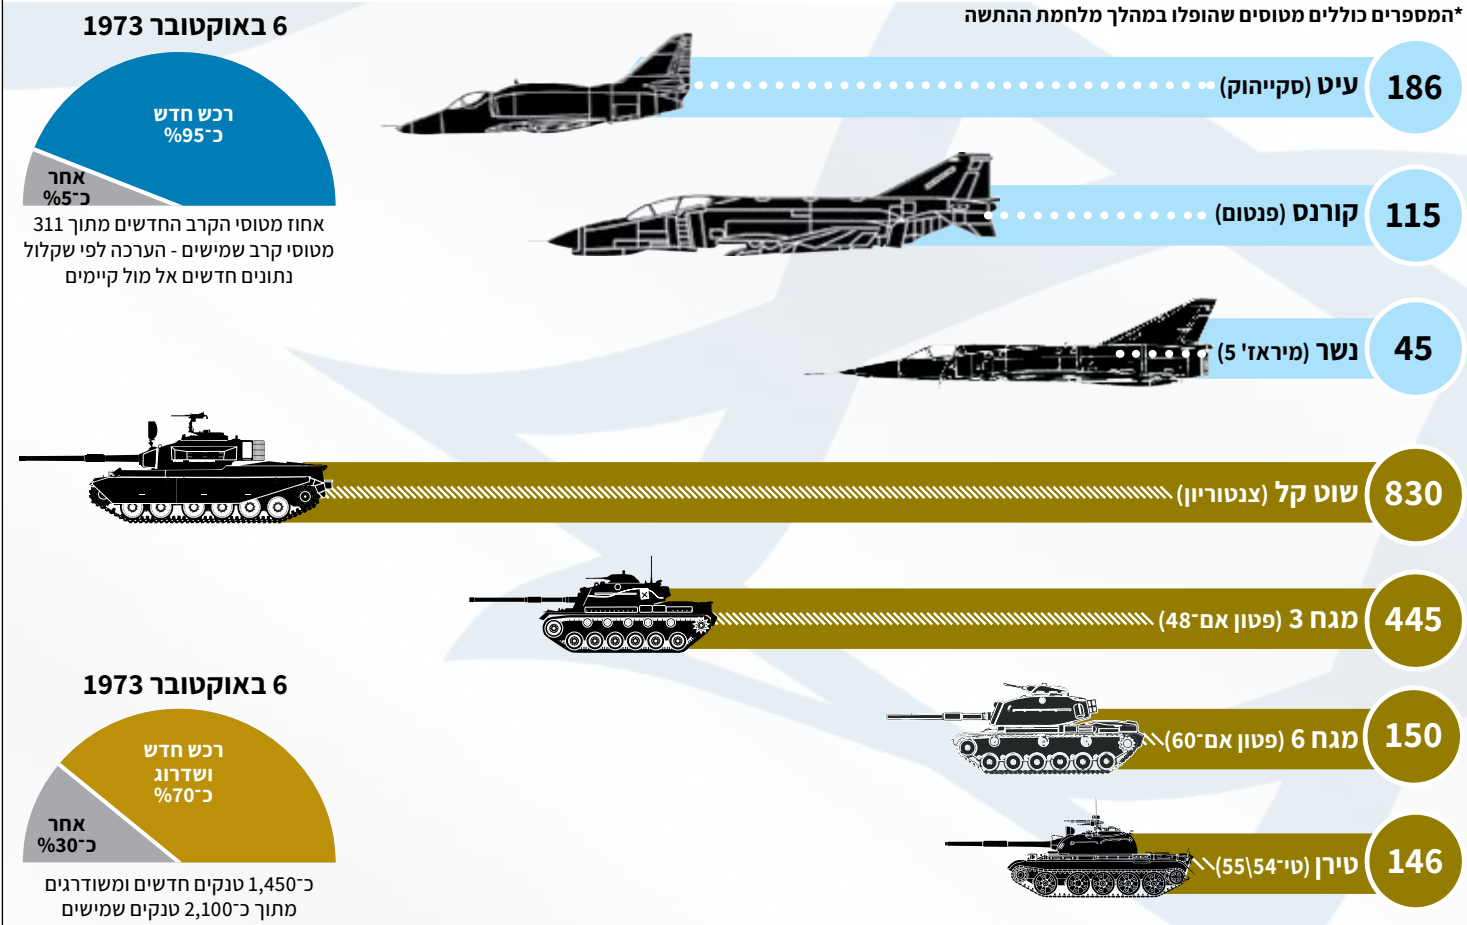 *המספרים כוללים מטוסים שהופלו במהלך מלחמת ההתשה
186
עיט (סקייהוק)
115
קורנס (פנטום)
45
נשר (מיראז' 5)
830
שוט קל (צנטוריון)
445
מגח 3 (פטון אם־48)
150
מגח 6 (פטון אם־60)
146
טירן (טי־54\55)
6 באוקטובר 1973
רכש חדש
כ־95%
אחר
כ־5%
אחוז מטוסי הקרב החדשים מתוך 311
מטוסי קרב שמישים - הערכה לפי שקלול
נתונים חדשים אל מול קיימים
6 באוקטובר 1973
רכש חדש
ושדרוג
כ־70%
אחר
כ־30%
כ־1,450 טנקים חדשים ומשודרגים
מתוך כ־2,100 טנקים שמישים